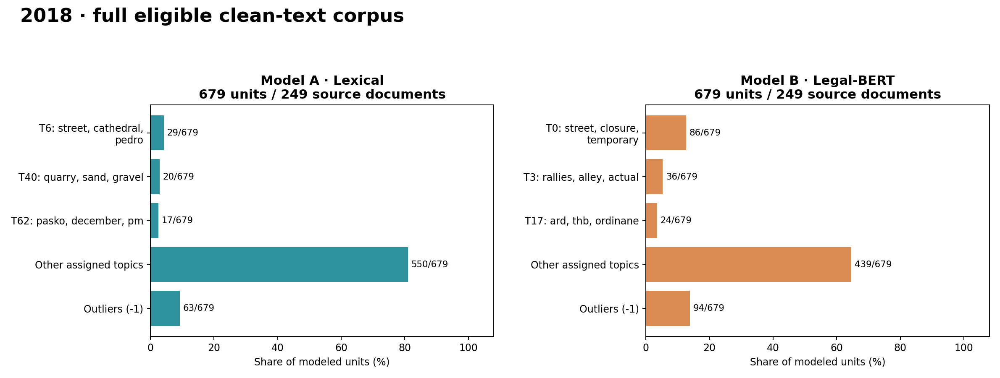 2018 · full eligible clean-text corpus
Model A · Lexical
679 units / 249 source documents
T6: street, cathedral,
pedro
29/679
T40: quarry, sand, gravel
20/679
T62: pasko, december, pm
17/679
Other assigned topics
550/679
Outliers (-1)
63/679
0 20 40 60 80 100
Share of modeled units (%)
Model B · Legal-BERT
679 units / 249 source documents
T0: street, closure,
temporary
86/679
T3: rallies, alley, actual
36/679
T17: ard, thb, ordinane
24/679
Other assigned topics
439/679
Outliers (-1)
94/679
0 20 40 60 80 100
Share of modeled units (%)